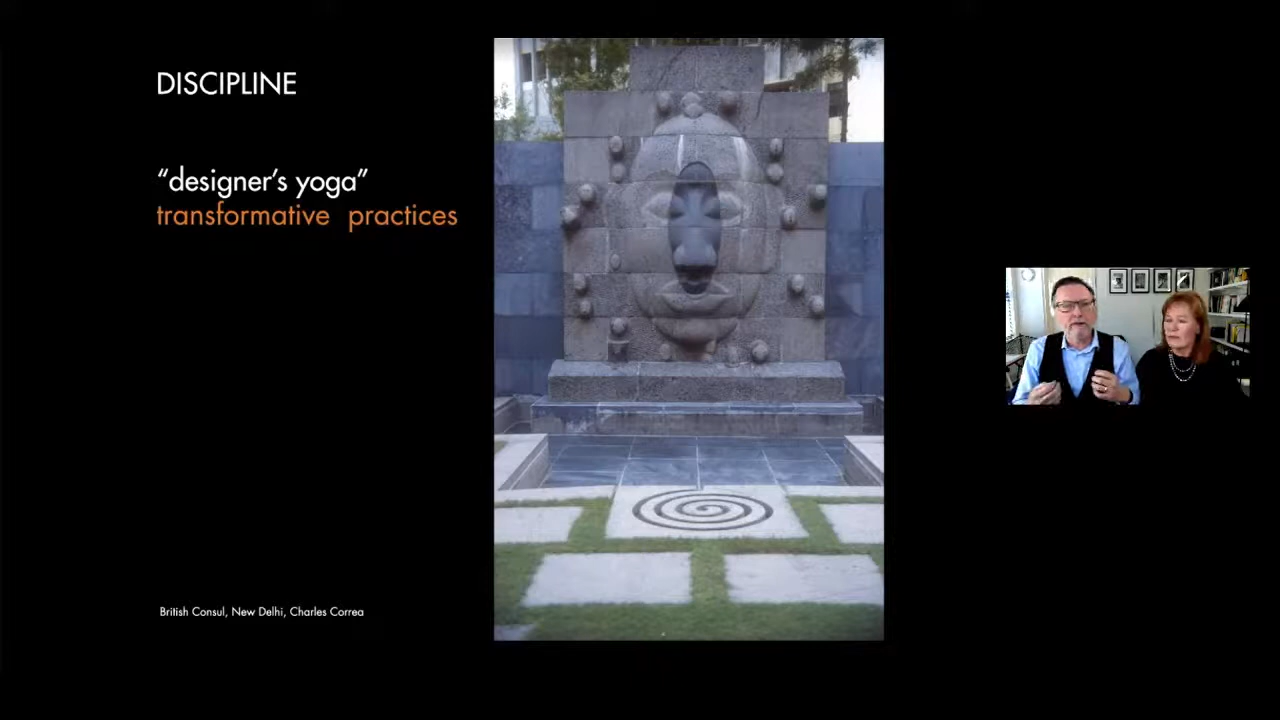 DISCIPLINE
“designer’s yoga”
transformative practices
British Consul, New Delhi, Charles Correa